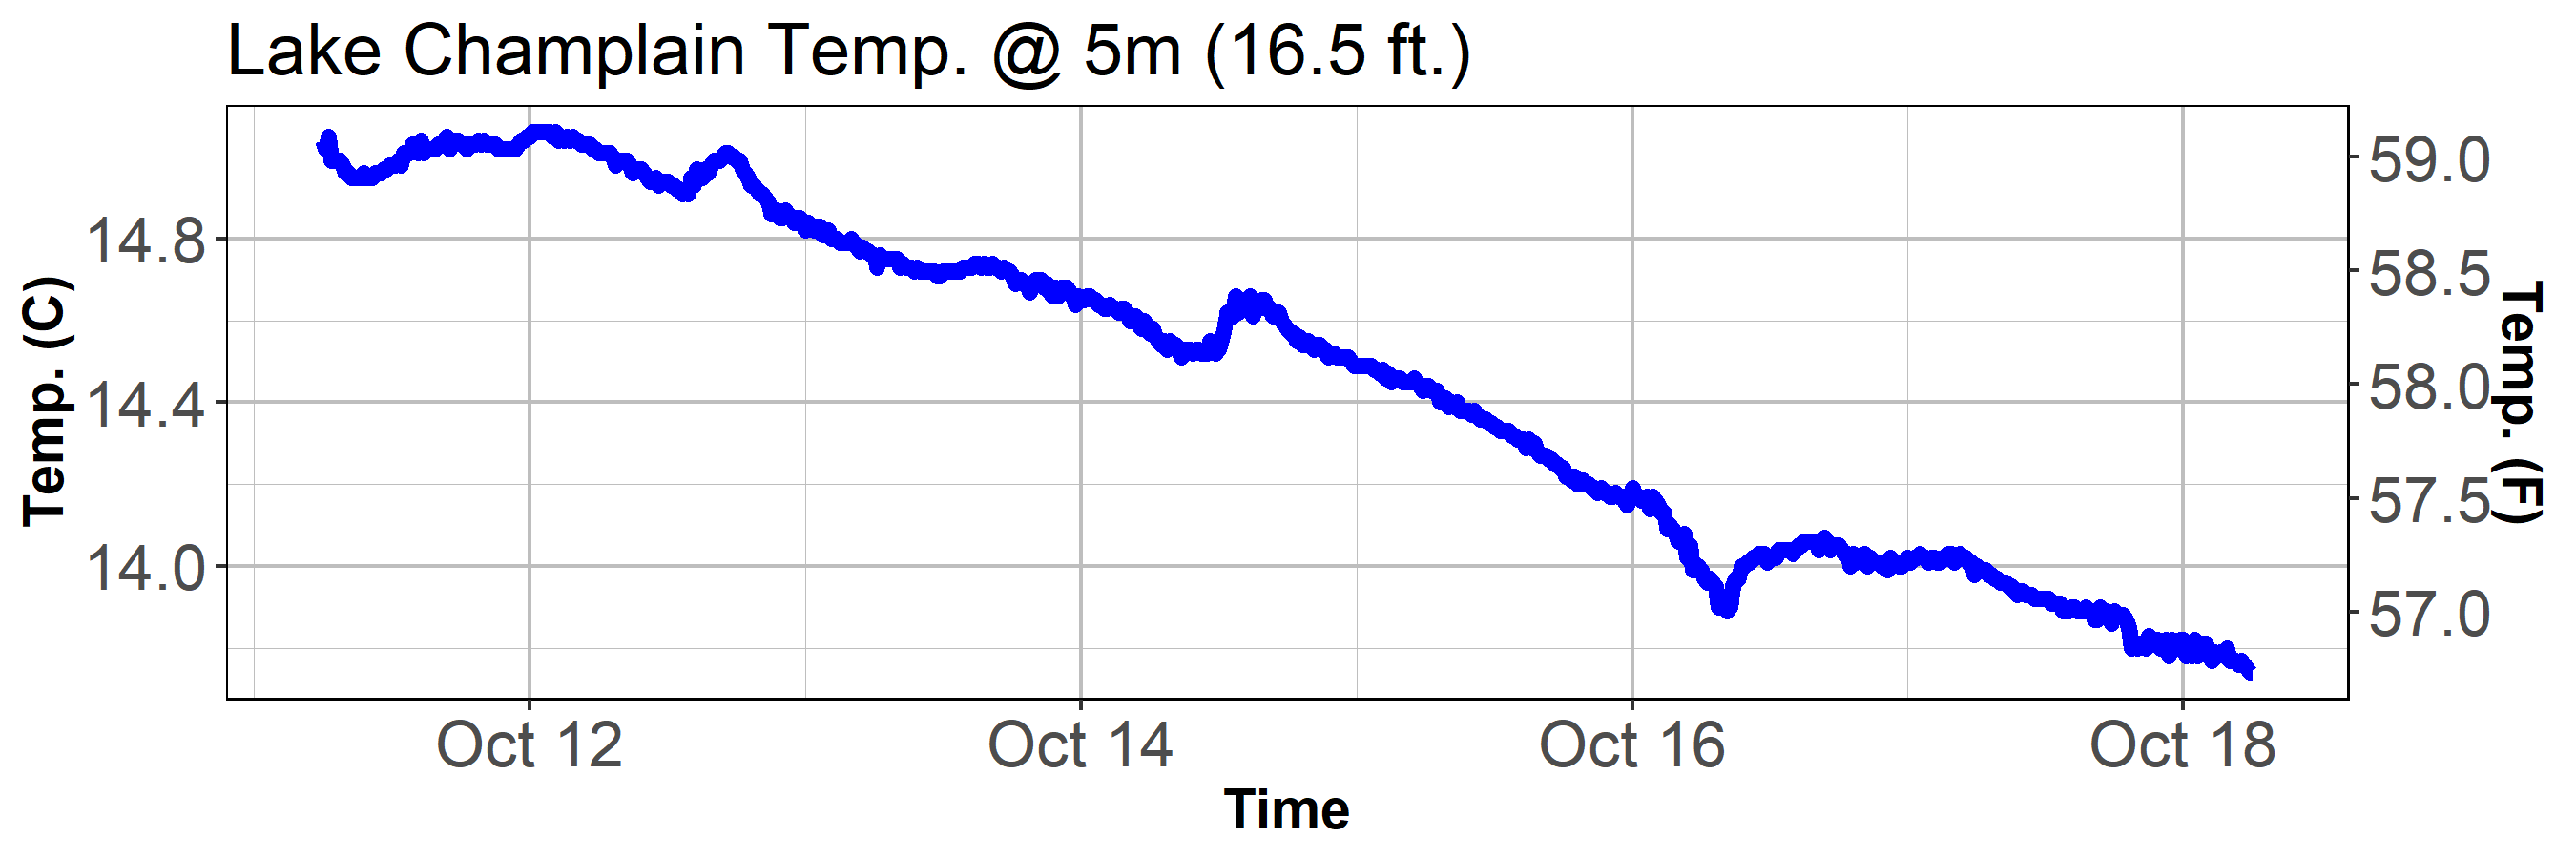 Lake Champlain Temp. @ 5m (16.5 ft.)
Temp. (C)
14.8
14.4
14.0
59.0
58.5
58.0
57.5
57.0
Temp. (F)
Oct 12 Oct 14 Oct 16 Oct 18
Time